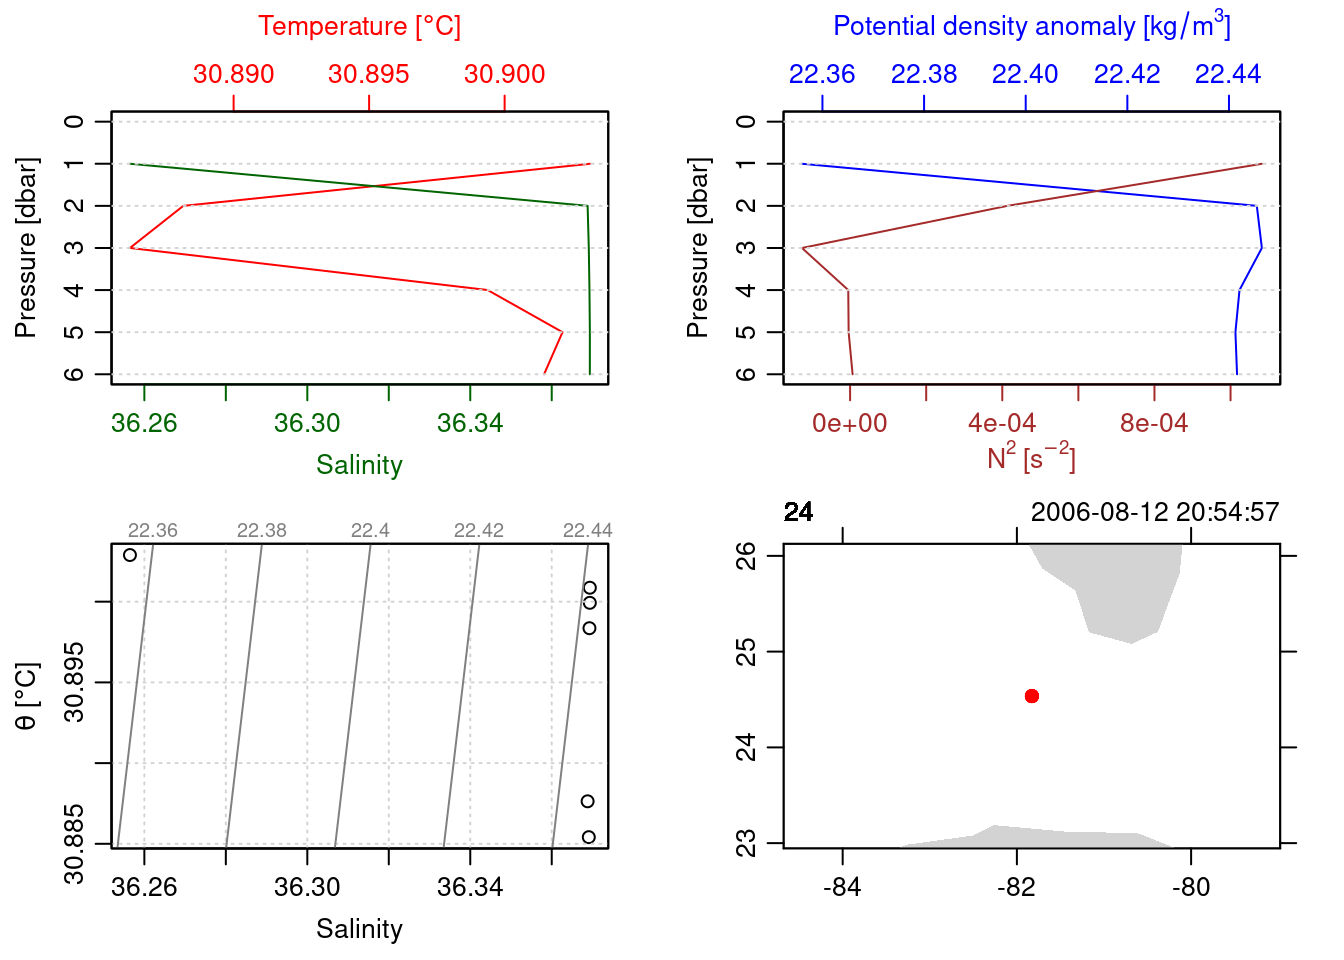 Temperature [°C]
30.890 30.895 30.900
Pressure [dbar]
0
1
2
3
4
5
6
36.26 36.30 36.34
Salinity
Potential density anomaly [kg/m³]
22.36 22.38 22.40 22.42 22.44
Pressure [dbar]
0
1
2
3
4
5
6
0e+00 4e-04 8e-04
N² [s⁻²]
22.36 22.38 22.4 22.42 22.44
θ [°C]
30.895
30.885
36.26 36.30 36.34
Salinity
24 2006-08-12 20:54:57
26
25
24
23
-84 -82 -80